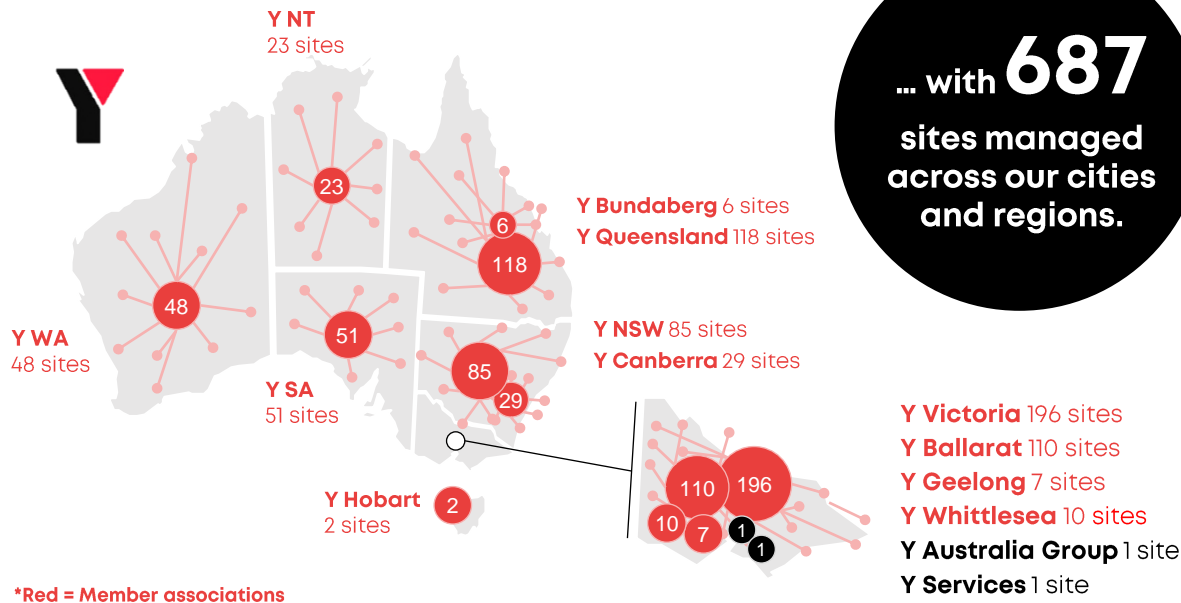 Y NT
23 sites
... with 687
sites managed
across our cities
and regions.
Y
23
6
118
Y Bundaberg 6 sites
Y Queensland 118 sites
48
51
85
29
Y WA
48 sites
Y NSW 85 sites
Y Canberra 29 sites
Y SA
51 sites
Y Victoria 196 sites
Y Ballarat 110 sites
Y Geelong 7 sites
Y Whittlesea 10 sites
Y Australia Group 1 site
Y Services 1 site
110
196
10
7
1
1
Y Hobart
2 sites
2
*Red = Member associations